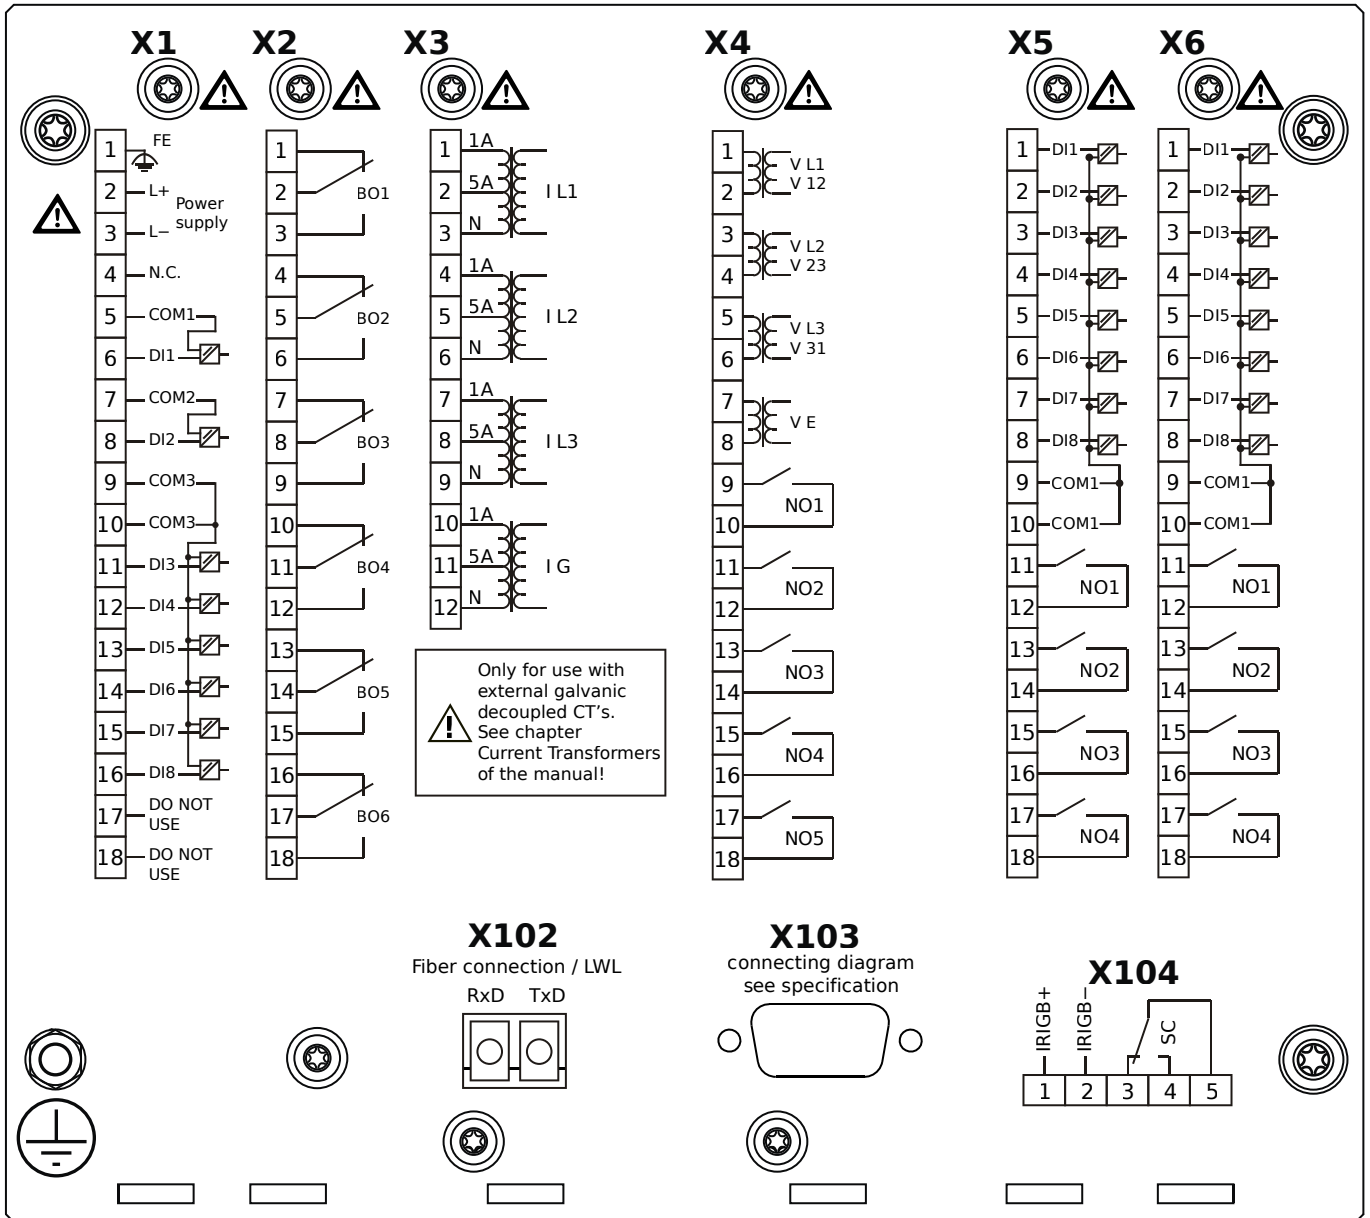 X1
X2
X3
X4
X5
X6
1 FE
2 L+
Power
supply
3 L−
4 N.C.
5 COM1
6 DI1
7 COM2
8 DI2
9 COM3
10 COM3
11 DI3
12 DI4
13 DI5
14 DI6
15 DI7
16 DI8
17 DO NOT
USE
18 DO NOT
USE
1
2 BO1
3
4
5 BO2
6
7
8 BO3
9
10
11 BO4
12
13
14 BO5
15
16
17 BO6
18
1 1A
2 5A I L1
3 N
4 1A
5 5A I L2
6 N
7 1A
8 5A I L3
9 N
10 1A
11 5A I G
12 N
Only for use with
external galvanic
decoupled CT's.
See chapter
Current Transformers
of the manual!
1 V L1
2 V 12
3 V L2
4 V 23
5 V L3
6 V 31
7
V E
8
9
NO1
10
11
NO2
12
13
NO3
14
15
NO4
16
17
NO5
18
1 DI1
2 DI2
3 DI3
4 DI4
5 DI5
6 DI6
7 DI7
8 DI8
9 COM1
10 COM1
11
NO1
12
13
NO2
14
15
NO3
16
17
NO4
18
1 DI1
2 DI2
3 DI3
4 DI4
5 DI5
6 DI6
7 DI7
8 DI8
9 COM1
10 COM1
11
NO1
12
13
NO2
14
15
NO3
16
17
NO4
18
X102
Fiber connection / LWL
RxD TxD
X103
connecting diagram
see specification
X104
IRIGB+
IRIGB−
SC
1 2 3 4 5